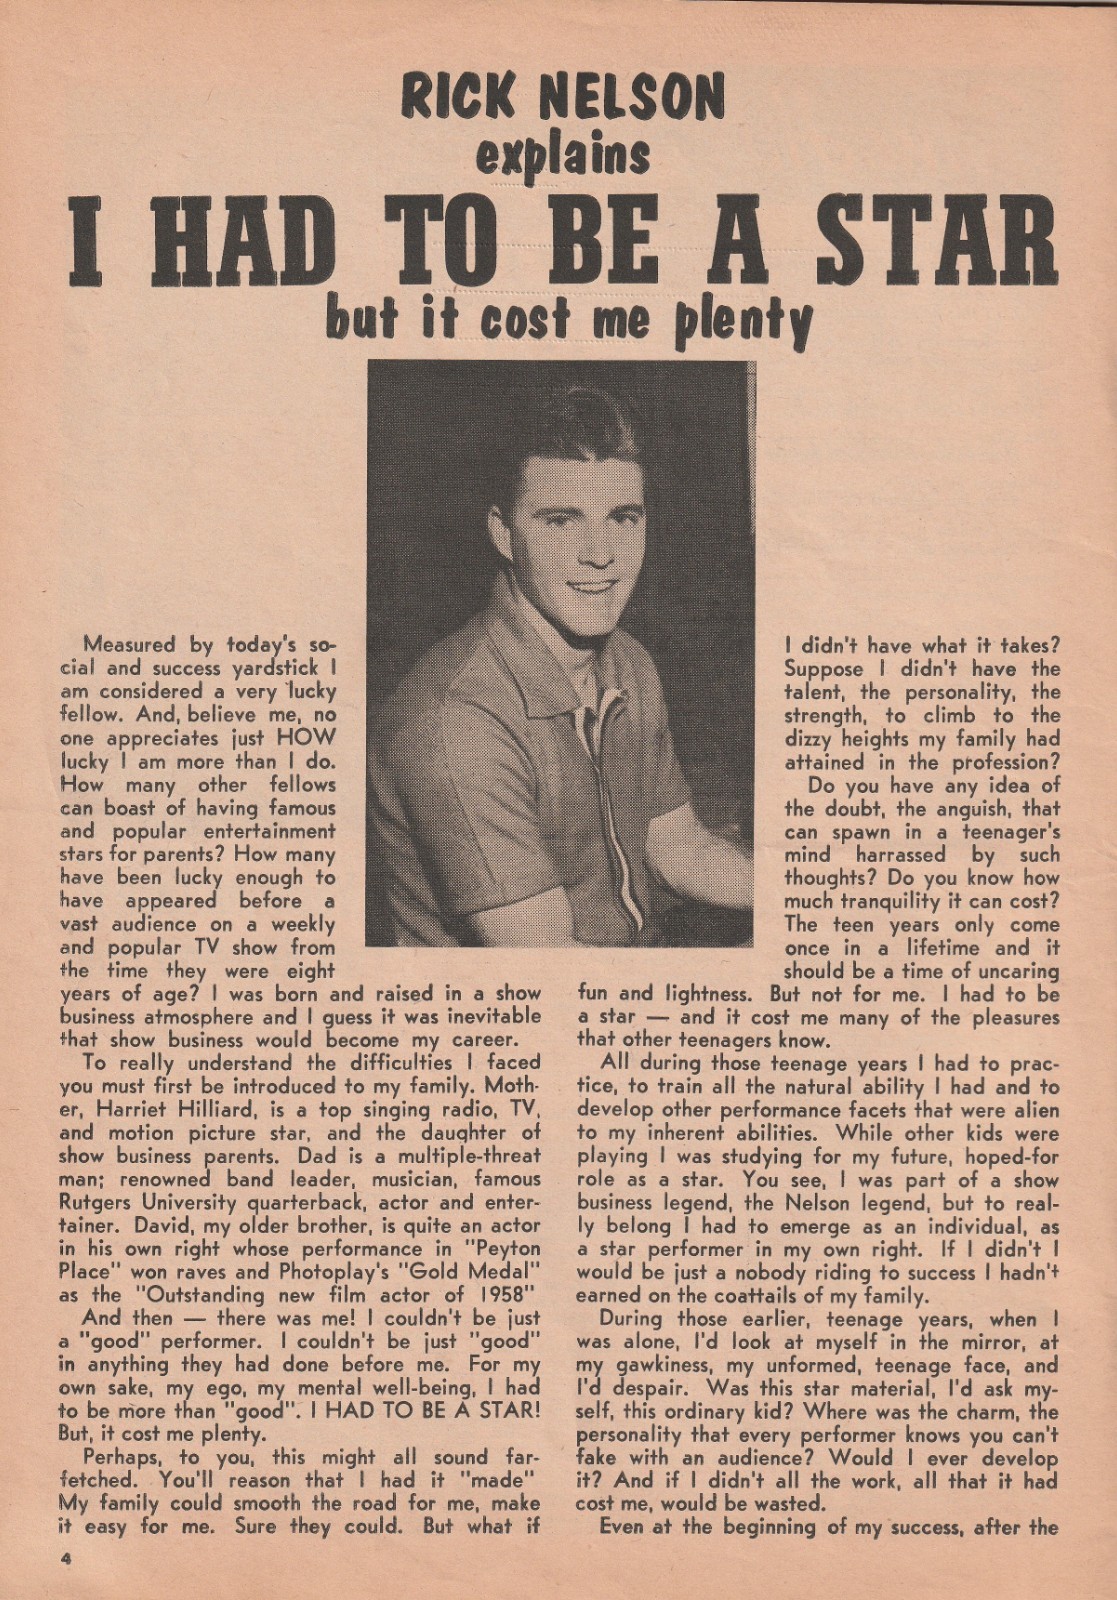 RICK NELSON
explains
I HAD TO BE A STAR
but it cost me plenty
Measured by today's so-
cial and success yardstick I
am considered a very lucky
fellow. And, believe me, no
one appreciates just HOW
lucky I am more than I do.
How many other fellows
can boast of having famous
and popular entertainment
stars for parents? How many
have been lucky enough to
have appeared before a
vast audience on a weekly
and popular TV show from
the time they were eight
years of age? I was born and raised in a show
business atmosphere and I guess it was inevitable
that show business would become my career.
To really understand the difficulties I faced
you must first be introduced to my family. Moth-
er, Harriet Hilliard, is a top singing radio, TV,
and motion picture star, and the daughter of
show business parents. Dad is a multiple-threat
man; renowned band leader, musician, famous
Rutgers University quarterback, actor and enter-
tainer. David, my older brother, is quite an actor
in his own right whose performance in "Peyton
Place" won raves and Photoplay's "Gold Medal"
as the "Outstanding new film actor of 1958"
And then — there was me! I couldn't be just
a "good" performer. I couldn't be just "good"
in anything they had done before me. For my
own sake, my ego, my mental well-being, I had
to be more than "good". I HAD TO BE A STAR!
But, it cost me plenty.
Perhaps, to you, this might all sound far-
fetched. You'll reason that I had it "made"
My family could smooth the road for me, make
it easy for me. Sure they could. But what if
I didn't have what it takes?
Suppose I didn't have the
talent, the personality, the
strength, to climb to the
dizzy heights my family had
attained in the profession?
Do you have any idea of
the doubt, the anguish, that
can spawn in a teenager's
mind harrassed by such
thoughts? Do you know how
much tranquility it can cost?
The teen years only come
once in a lifetime and it
should be a time of uncaring
fun and lightness. But not for me. I had to be
a star — and it cost me many of the pleasures
that other teenagers know.
All during those teenage years I had to prac-
tice, to train all the natural ability I had and to
develop other performance facets that were alien
to my inherent abilities. While other kids were
playing I was studying for my future, hoped-for
role as a star. You see, I was part of a show
business legend, the Nelson legend, but to real-
ly belong I had to emerge as an individual, as
a star performer in my own right. If I didn't I
would be just a nobody riding to success I hadn't
earned on the coattails of my family.
During those earlier, teenage years, when I
was alone, I'd look at myself in the mirror, at
my gawkiness, my unformed, teenage face, and
I'd despair. Was this star material, I'd ask my-
self, this ordinary kid? Where was the charm, the
personality that every performer knows you can't
fake with an audience? Would I ever develop
it? And if I didn't all the work, all that it had
cost me, would be wasted.
Even at the beginning of my success, after the
4